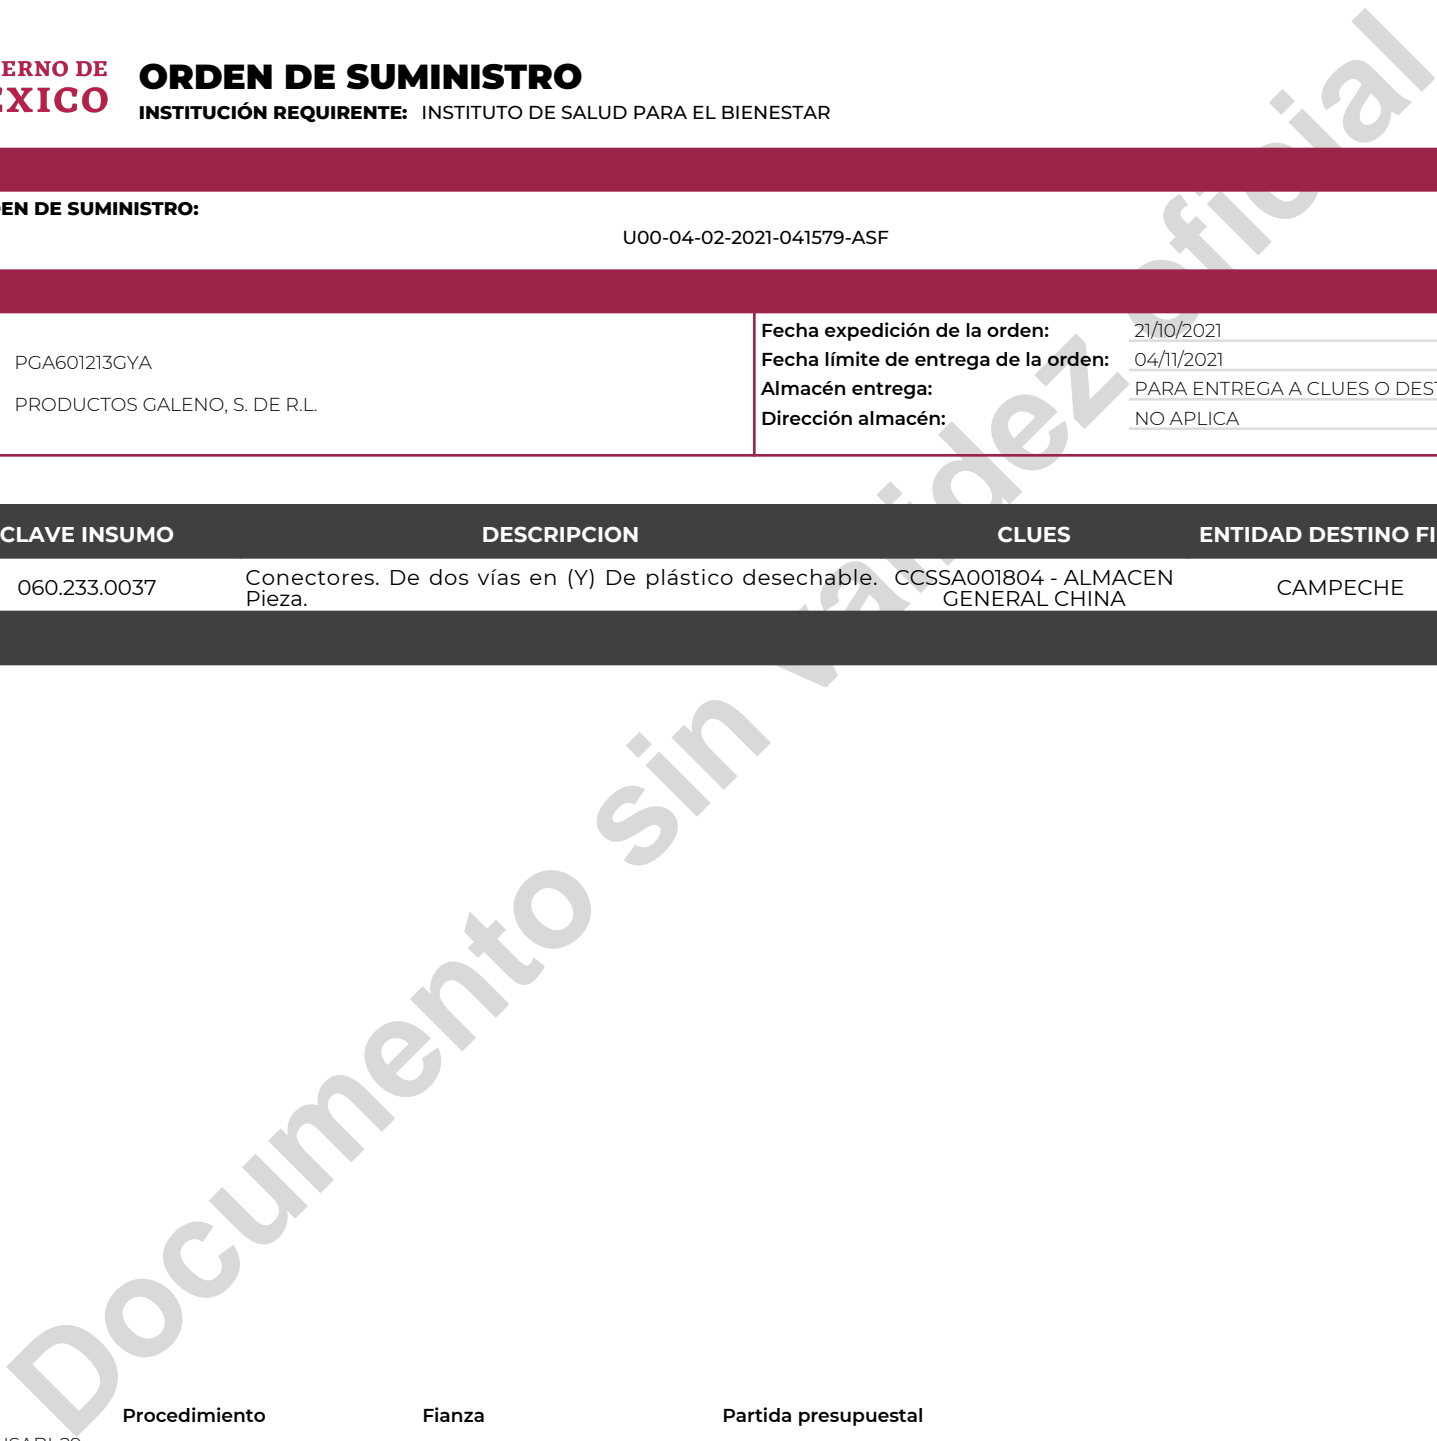 ERNO DE
EXICO
ORDEN DE SUMINISTRO
INSTITUCIÓN REQUIRENTE: INSTITUTO DE SALUD PARA EL BIENESTAR
EN DE SUMINISTRO:
U00-04-02-2021-041579-ASF
PGA601213GYA
PRODUCTOS GALENO, S. DE R.L.
Fecha expedición de la orden: 21/10/2021
Fecha límite de entrega de la orden: 04/11/2021
Almacén entrega: PARA ENTREGA A CLUES O DEST
Dirección almacén: NO APLICA
CLAVE INSUMO DESCRIPCION CLUES ENTIDAD DESTINO FI
060.233.0037 Conectores. De dos vías en (Y) De plástico desechable. Pieza. CCSSA001804 - ALMACEN GENERAL CHINA CAMPECHE
Documento sin validez oficial
Procedimiento Fianza Partida presupuestal